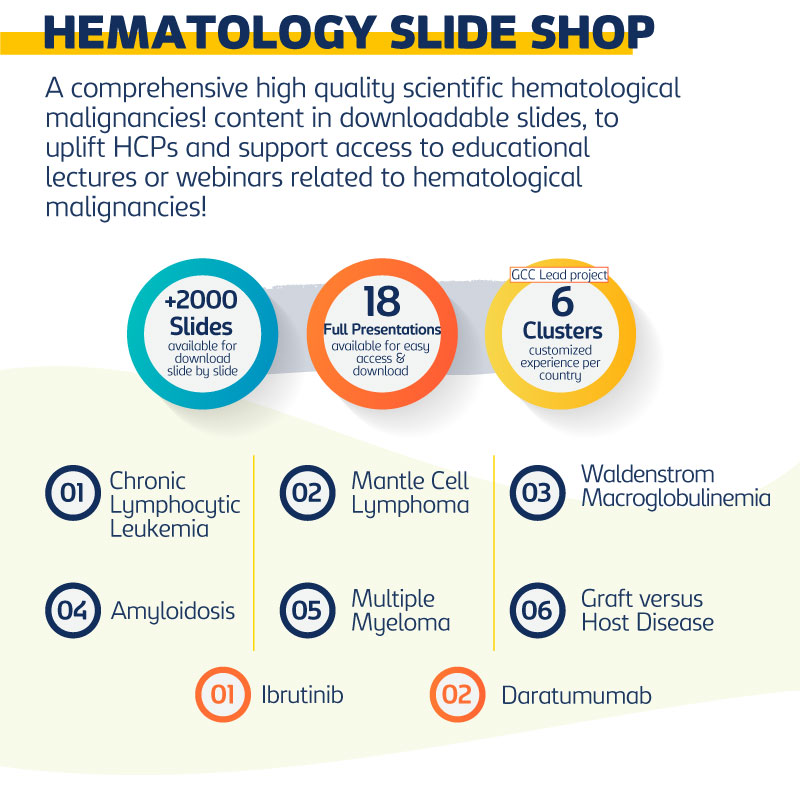 HEMATOLOGY SLIDE SHOP
A comprehensive high quality scientific hematological
malignancies! content in downloadable slides, to
uplift HCPs and support access to educational
lectures or webinars related to hematological
malignancies!
+2000
Slides
available for
download
slide by slide
18
Full Presentations
available for easy
access &
download
GCC Lead project
6
Clusters
customized
experience per
country
01
Chronic
Lymphocytic
Leukemia
02
Mantle Cell
Lymphoma
03
Waldenstrom
Macroglobulinemia
04
Amyloidosis
05
Multiple
Myeloma
06
Graft versus
Host Disease
01
Ibrutinib
02
Daratumumab